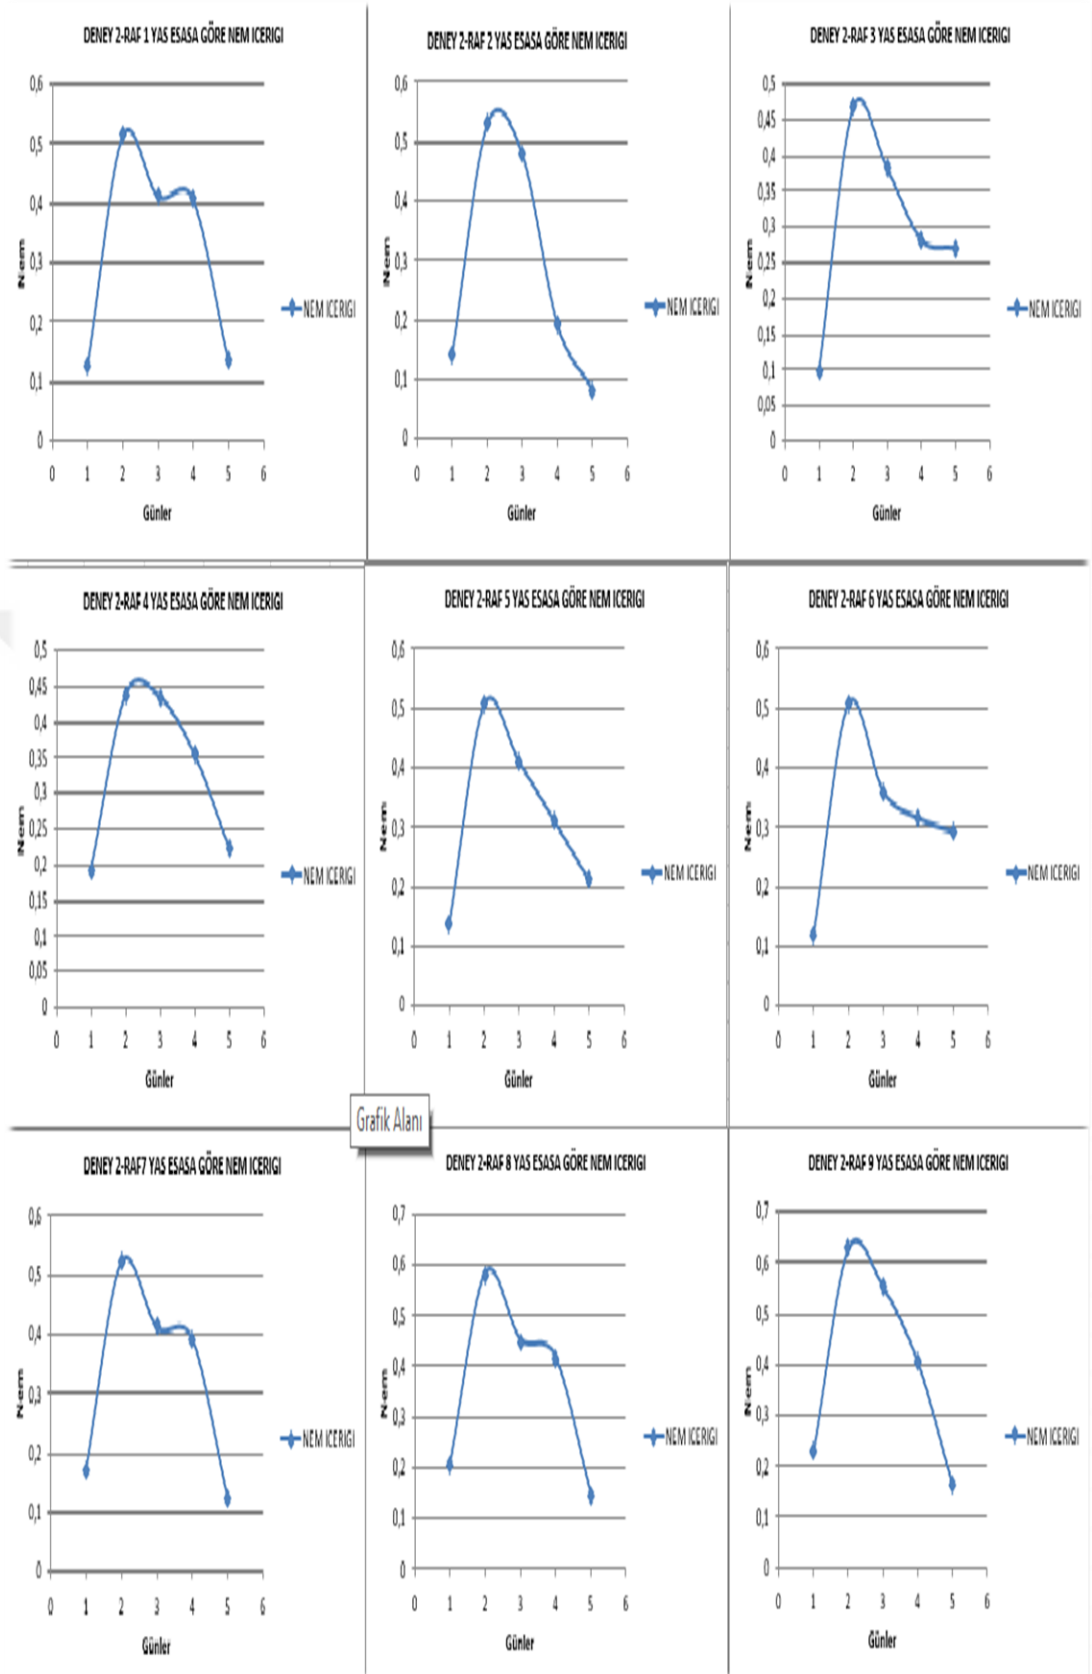 DENEY 2-RAF 1 YAS ESASA GÖRE NEM ICERIGI
0,6
0,5
0,4
0,3
0,2
0,1
0
Nem
0 1 2 3 4 5 6
Günler
NEM ICERIGI
DENEY 2-RAF 2 YAS ESASA GÖRE NEM ICERIGI
0,6
0,5
0,4
0,3
0,2
0,1
0
Nem
0 1 2 3 4 5 6
Günler
NEM ICERIGI
DENEY 2-RAF 3 YAS ESASA GÖRE NEM ICERIGI
0,5
0,45
0,4
0,35
0,3
0,25
0,2
0,15
0,1
0,05
0
Nem
0 1 2 3 4 5 6
Günler
NEM ICERIGI
DENEY 2-RAF 4 YAS ESASA GÖRE NEM ICERIGI
0,5
0,45
0,4
0,35
0,3
0,25
0,2
0,15
0,1
0,05
0
Nem
0 1 2 3 4 5 6
Günler
NEM ICERIGI
DENEY 2-RAF 5 YAS ESASA GÖRE NEM ICERIGI
0,6
0,5
0,4
0,3
0,2
0,1
0
Nem
0 1 2 3 4 5 6
Günler
NEM ICERIGI
DENEY 2-RAF 6 YAS ESASA GÖRE NEM ICERIGI
0,6
0,5
0,4
0,3
0,2
0,1
0
Nem
0 1 2 3 4 5 6
Günler
NEM ICERIGI
Grafik Alanı
DENEY 2-RAF7 YAS ESASA GÖRE NEM ICERIGI
0,6
0,5
0,4
0,3
0,2
0,1
0
Nem
0 1 2 3 4 5 6
Günler
NEM ICERIGI
DENEY 2-RAF 8 YAS ESASA GÖRE NEM ICERIGI
0,7
0,6
0,5
0,4
0,3
0,2
0,1
0
Nem
0 1 2 3 4 5 6
Günler
NEM ICERIGI
DENEY 2-RAF 9 YAS ESASA GÖRE NEM ICERIGI
0,7
0,6
0,5
0,4
0,3
0,2
0,1
0
Nem
0 1 2 3 4 5 6
Günler
NEM ICERIGI